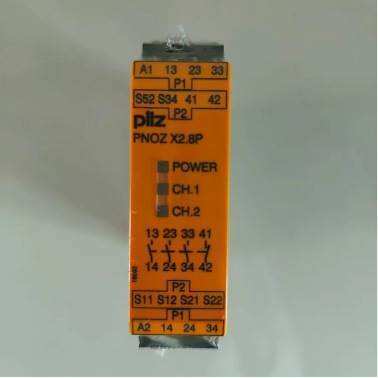 A1 13 23 33
P1
S52 S34 41 42
P2
pilz
PNOZ X2.8P
POWER
CH.1
CH.2
13 23 33 41
14 24 34 42
P2
S11 S12 S21 S22
P1
A2 14 24 34